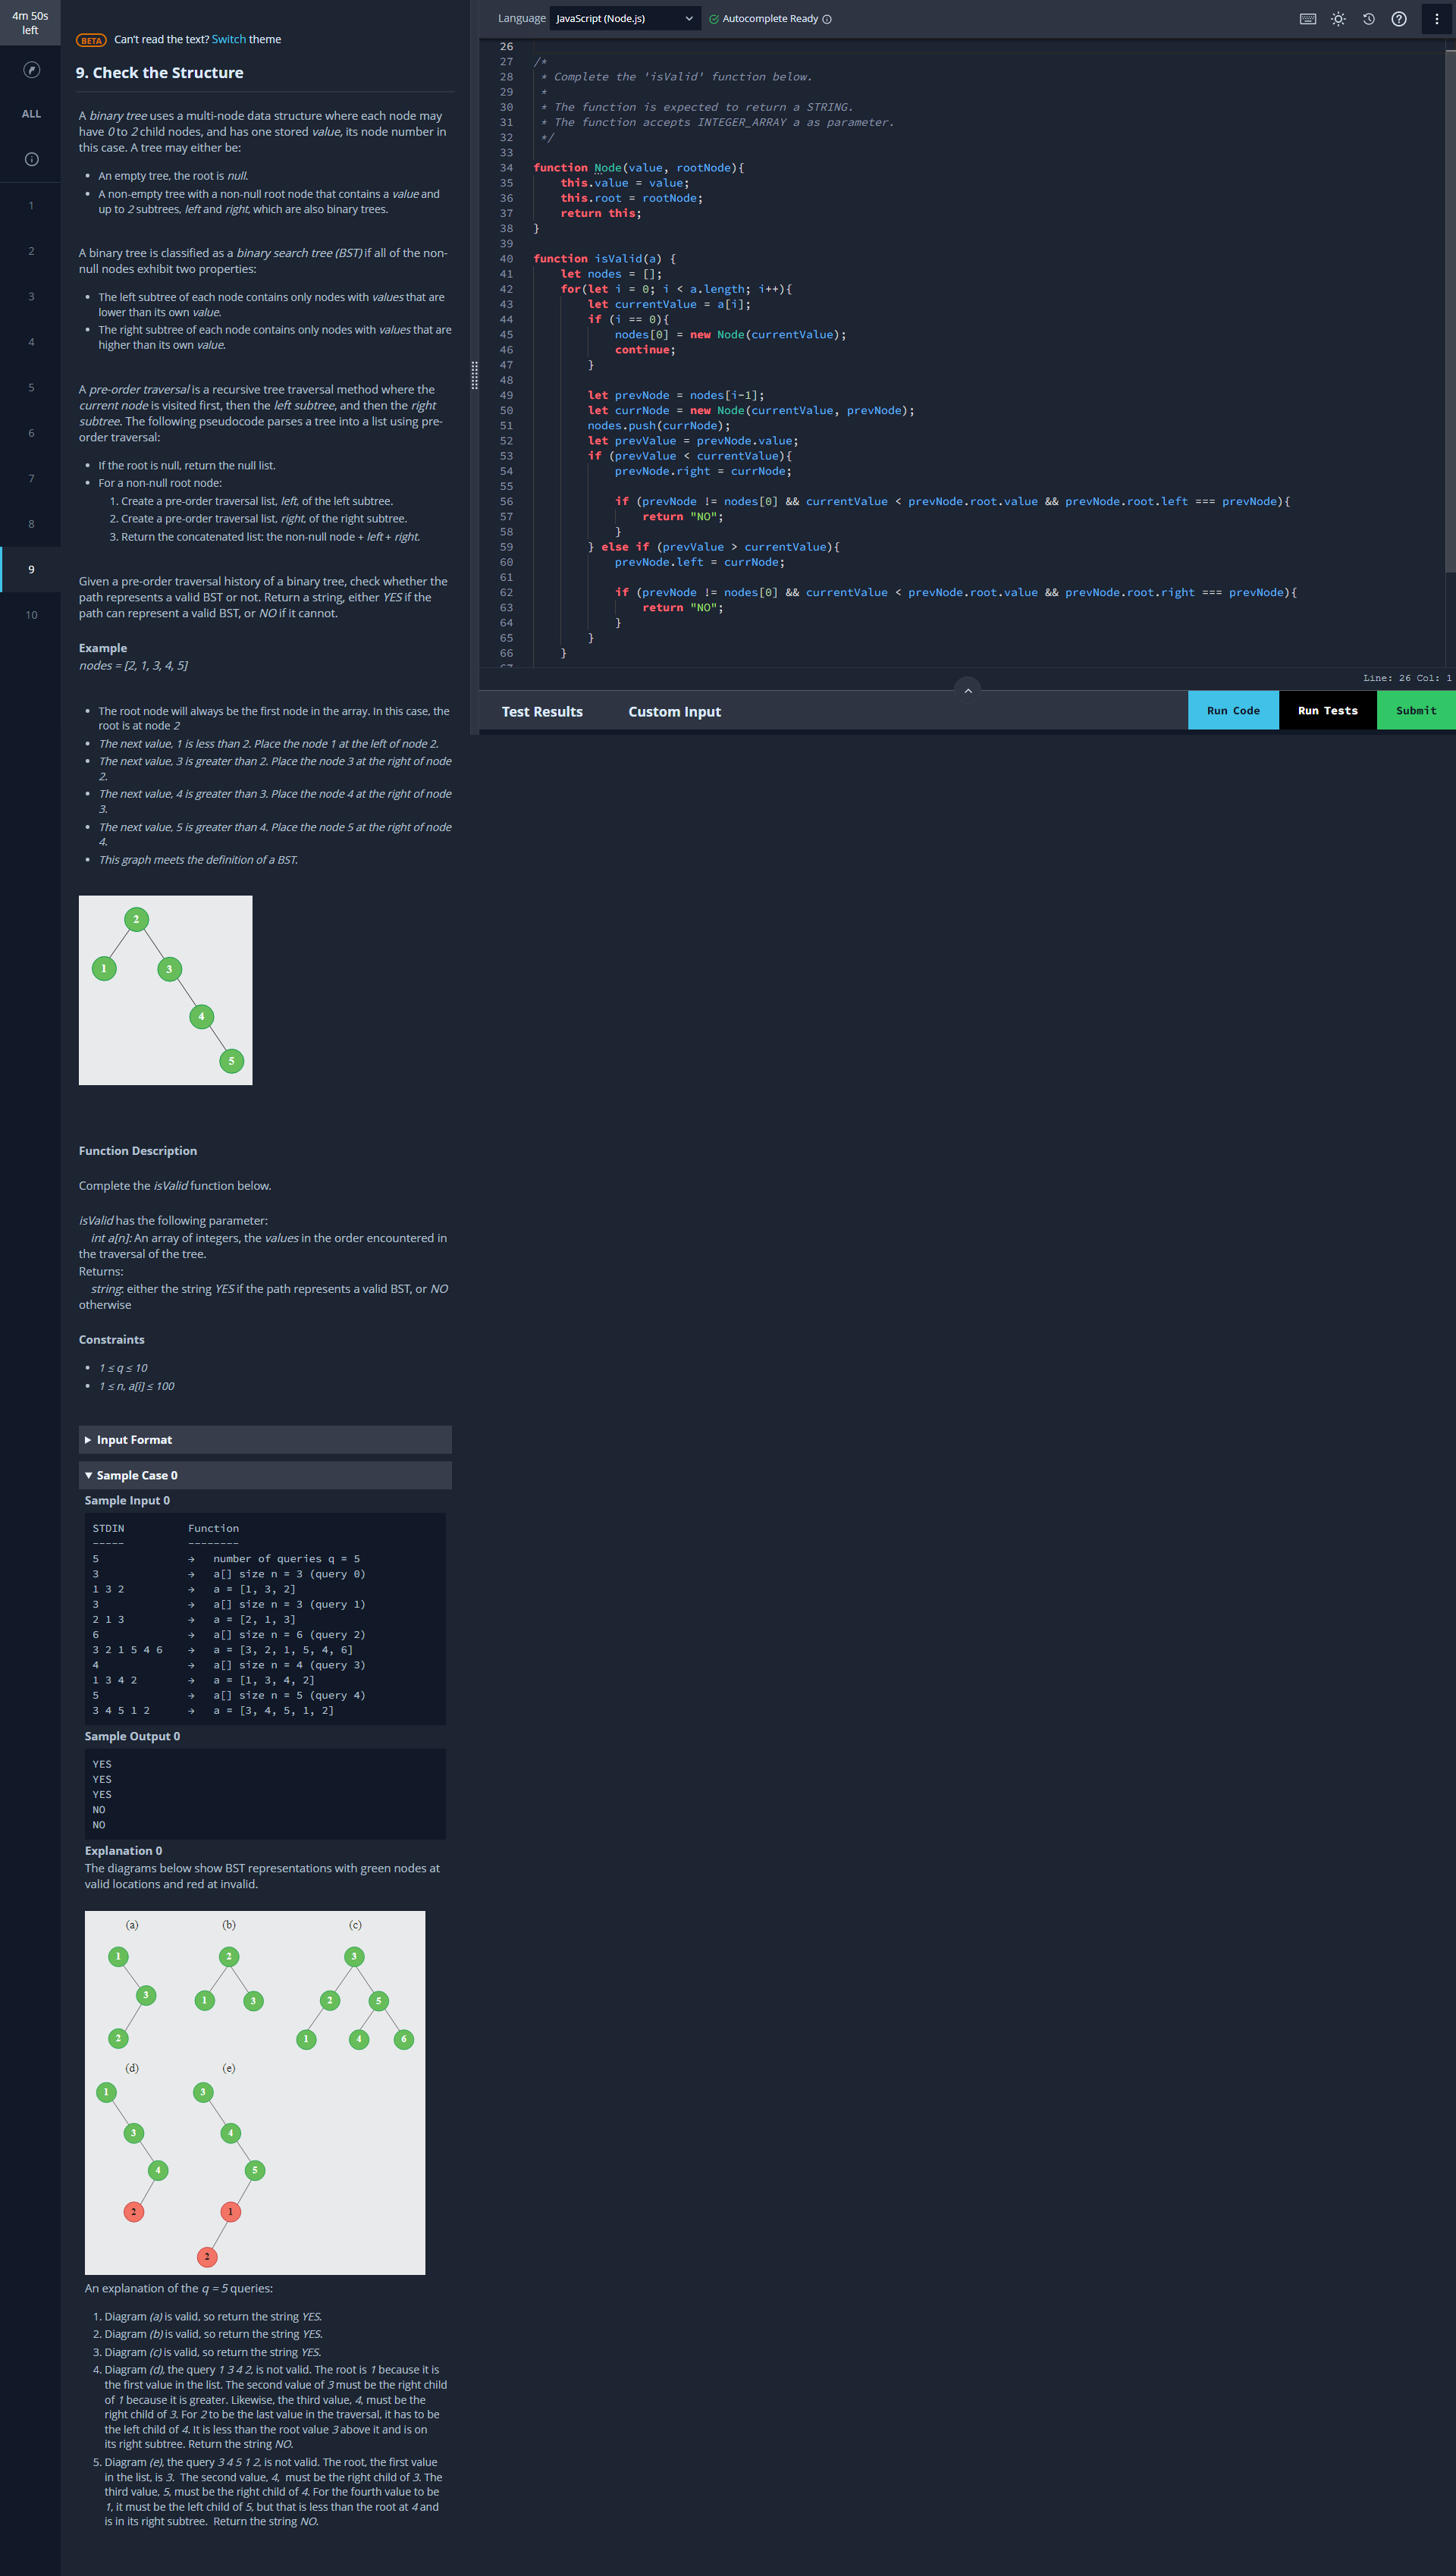 4m 50s
left
ALL
1
2
3
4
5
6
7
8
9
10
BETA Can't read the text? Switch theme
9. Check the Structure
A binary tree uses a multi-node data structure where each node may
have 0 to 2 child nodes, and has one stored value, its node number in
this case. A tree may either be:
• An empty tree, the root is null.
• A non-empty tree with a non-null root node that contains a value and
up to 2 subtrees, left and right, which are also binary trees.
A binary tree is classified as a binary search tree (BST) if all of the non-
null nodes exhibit two properties:
• The left subtree of each node contains only nodes with values that are
lower than its own value.
• The right subtree of each node contains only nodes with values that are
higher than its own value.
A pre-order traversal is a recursive tree traversal method where the
current node is visited first, then the left subtree, and then the right
subtree. The following pseudocode parses a tree into a list using pre-
order traversal:
• If the root is null, return the null list.
• For a non-null root node:
1. Create a pre-order traversal list, left, of the left subtree.
2. Create a pre-order traversal list, right, of the right subtree.
3. Return the concatenated list: the non-null node + left + right.
Given a pre-order traversal history of a binary tree, check whether the
path represents a valid BST or not. Return a string, either YES if the
path can represent a valid BST, or NO if it cannot.
Example
nodes = [2, 1, 3, 4, 5]
• The root node will always be the first node in the array. In this case, the
root is at node 2
• The next value, 1 is less than 2. Place the node 1 at the left of node 2.
• The next value, 3 is greater than 2. Place the node 3 at the right of node
2.
• The next value, 4 is greater than 3. Place the node 4 at the right of node
3.
• The next value, 5 is greater than 4. Place the node 5 at the right of node
4.
• This graph meets the definition of a BST.
2
1 3
4
5
Function Description
Complete the isValid function below.
isValid has the following parameter:
int a[n]: An array of integers, the values in the order encountered in
the traversal of the tree.
Returns:
string: either the string YES if the path represents a valid BST, or NO
otherwise
Constraints
• 1 ≤ q ≤ 10
• 1 ≤ n, a[i] ≤ 100
Input Format
Sample Case 0
Sample Input 0
STDIN Function
----- --------
5 → number of queries q = 5
3 → a[] size n = 3 (query 0)
1 3 2 → a = [1, 3, 2]
3 → a[] size n = 3 (query 1)
2 1 3 → a = [2, 1, 3]
6 → a[] size n = 6 (query 2)
3 2 1 5 4 6 → a = [3, 2, 1, 5, 4, 6]
4 → a[] size n = 4 (query 3)
1 3 4 2 → a = [1, 3, 4, 2]
5 → a[] size n = 5 (query 4)
3 4 5 1 2 → a = [3, 4, 5, 1, 2]
Sample Output 0
YES
YES
YES
NO
NO
Explanation 0
The diagrams below show BST representations with green nodes at
valid locations and red at invalid.
(a) (b) (c)
1 2 3
3 1 3 2 5
2 1 4 6
(d) (e)
1 3
3 4
4 5
2 1
2
An explanation of the q = 5 queries:
1. Diagram (a) is valid, so return the string YES.
2. Diagram (b) is valid, so return the string YES.
3. Diagram (c) is valid, so return the string YES.
4. Diagram (d), the query 1 3 4 2, is not valid. The root is 1 because it is
the first value in the list. The second value of 3 must be the right child
of 1 because it is greater. Likewise, the third value, 4, must be the
right child of 3. For 2 to be the last value in the traversal, it has to be
the left child of 4. It is less than the root value 3 above it and is on
its right subtree. Return the string NO.
5. Diagram (e), the query 3 4 5 1 2, is not valid. The root, the first value
in the list, is 3. The second value, 4, must be the right child of 3. The
third value, 5, must be the right child of 4. For the fourth value to be
1, it must be the left child of 5, but that is less than the root at 4 and
is in its right subtree. Return the string NO.
Language JavaScript (Node.js) Autocomplete Ready
26
27 /*
28 * Complete the 'isValid' function below.
29 *
30 * The function is expected to return a STRING.
31 * The function accepts INTEGER_ARRAY a as parameter.
32 */
33
34 function Node(value, rootNode){
35 this.value = value;
36 this.root = rootNode;
37 return this;
38 }
39
40 function isValid(a) {
41 let nodes = [];
42 for(let i = 0; i < a.length; i++){
43 let currentValue = a[i];
44 if (i == 0){
45 nodes[0] = new Node(currentValue);
46 continue;
47 }
48
49 let prevNode = nodes[i-1];
50 let currNode = new Node(currentValue, prevNode);
51 nodes.push(currNode);
52 let prevValue = prevNode.value;
53 if (prevValue < currentValue){
54 prevNode.right = currNode;
55
56 if (prevNode != nodes[0] && currentValue < prevNode.root.value && prevNode.root.left === prevNode){
57 return "NO";
58 }
59 } else if (prevValue > currentValue){
60 prevNode.left = currNode;
61
62 if (prevNode != nodes[0] && currentValue < prevNode.root.value && prevNode.root.right === prevNode){
63 return "NO";
64 }
65 }
66 }
Line: 26 Col: 1
Test Results Custom Input Run Code Run Tests Submit